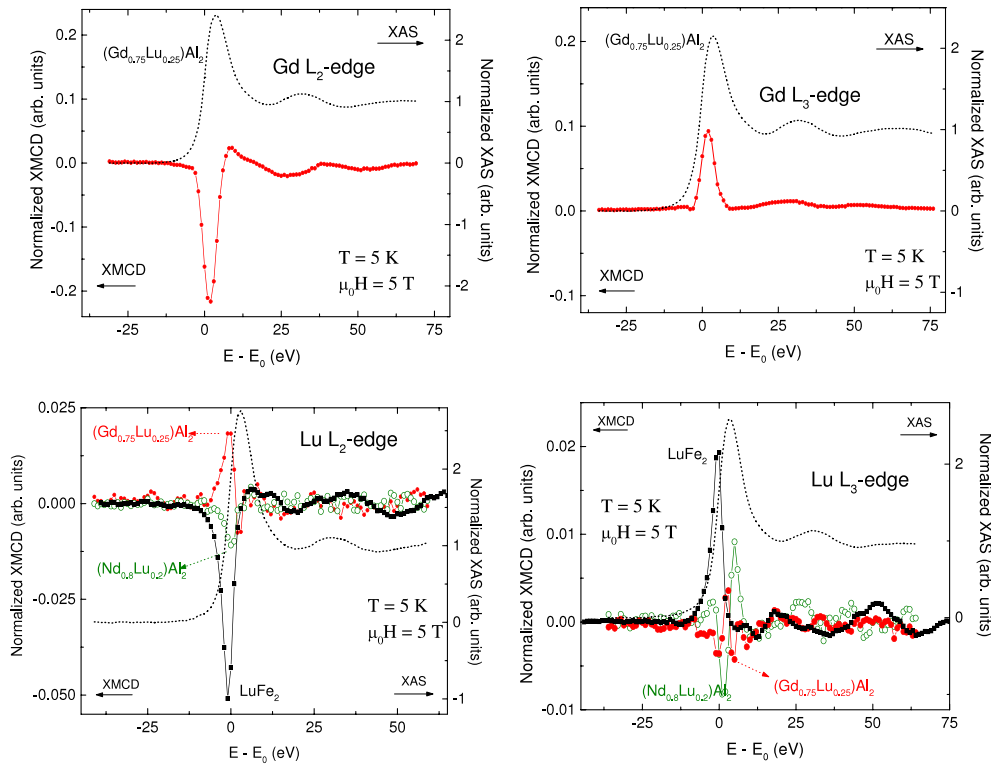 (Gd0.75Lu0.25)Al2
XAS
Gd L2-edge
0.2
0.1
0.0
-0.1
-0.2
2
1
0
-1
-2
Normalized XMCD (arb. units)
Normalized XAS (arb. units)
T = 5 K
XMCD
μ0H = 5 T
-25
0
25
50
75
E - E0 (eV)
XAS
(Gd0.75Lu0.25)Al2
Gd L3-edge
0.2
0.1
0.0
-0.1
2
1
0
-1
Normalized XMCD (arb. units)
Normalized XAS (arb. units)
T = 5 K
XMCD
μ0H = 5 T
-25
0
25
50
75
E - E0 (eV)
0.025
0.000
-0.025
-0.050
2
1
0
-1
Normalized XMCD (arb. units)
Normalized XAS (arb. units)
(Gd0.75Lu0.25)Al2
Lu L2-edge
(Nd0.8Lu0.2)Al2
T = 5 K
μ0H = 5 T
XMCD
LuFe2
XAS
-25
0
25
50
E - E0 (eV)
0.02
0.01
0.00
-0.01
2
1
0
Normalized XMCD (arb. units)
Normalized XAS (arb. units)
XMCD
XAS
LuFe2
Lu L3-edge
T = 5 K
μ0H = 5 T
(Nd0.8Lu0.2)Al2
(Gd0.75Lu0.25)Al2
-25
0
25
50
75
E - E0 (eV)